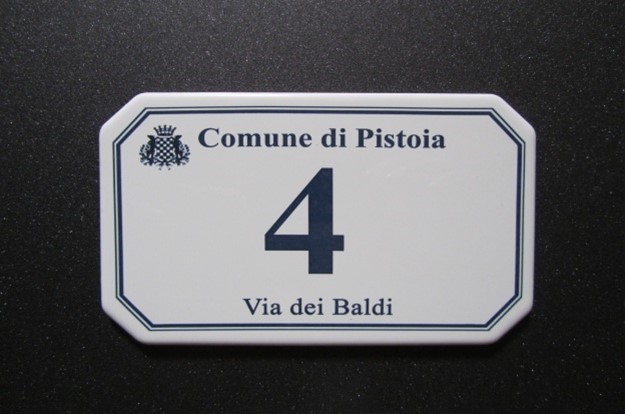 Comune di Pistoia
4
Via dei Baldi